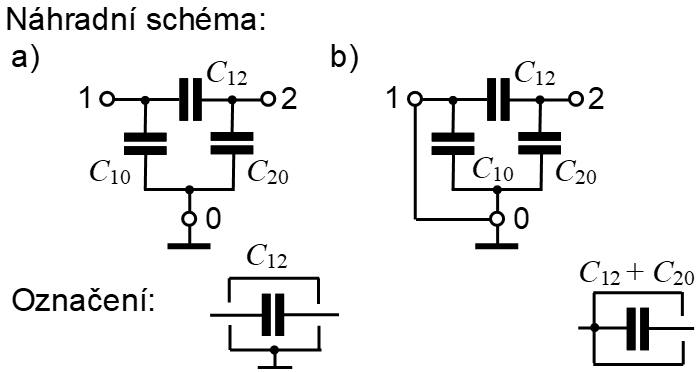 Náhradní schéma:
a)
b)
C12
C12
1
2
1
2
C10
C20
C10
C20
0
0
C12
C12 + C20
Označení: